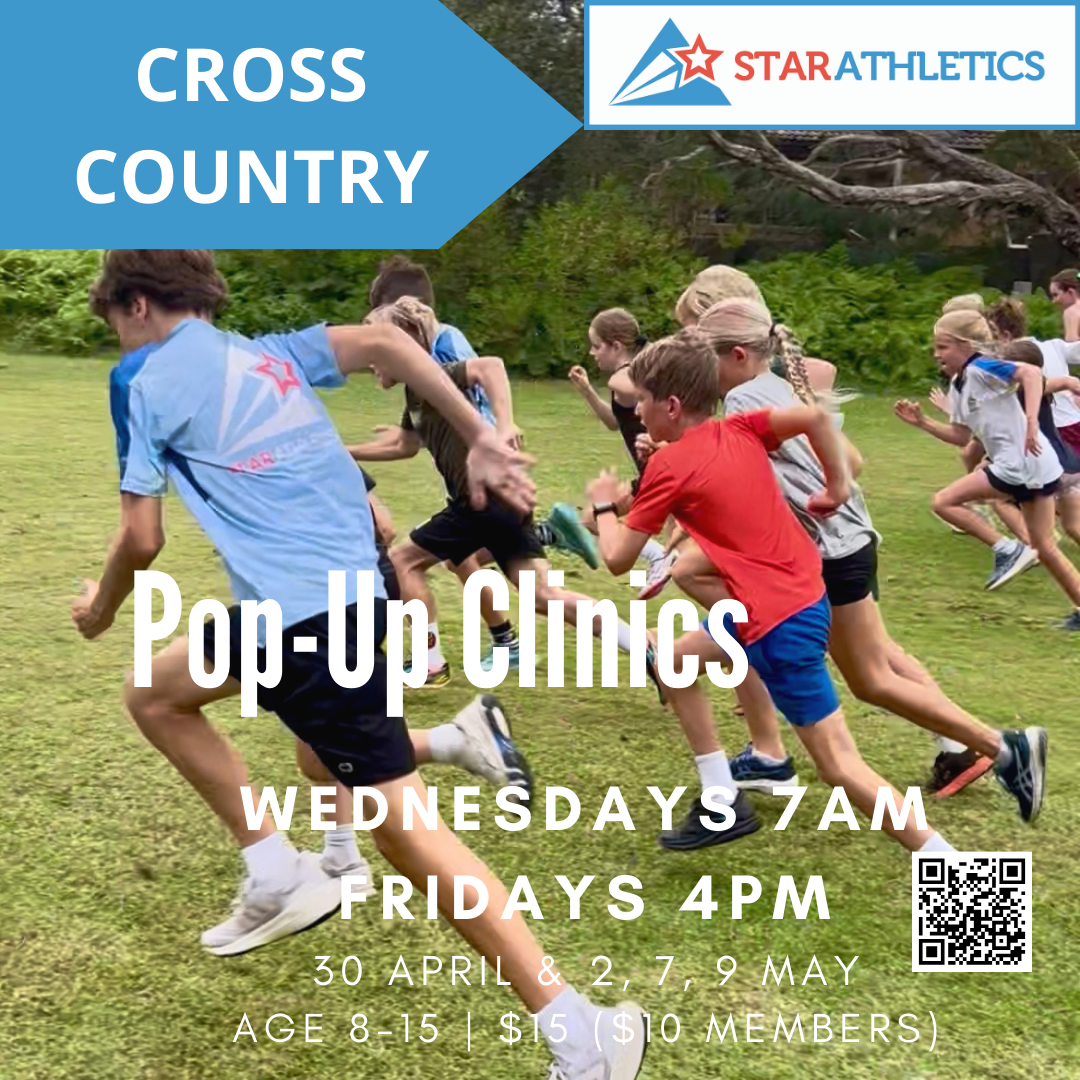 CROSS
COUNTRY
STARATHLETICS
Pop-Up Clinics
WEDNESDAYS 7AM
FRIDAYS 4PM
30 APRIL & 2, 7, 9 MAY
AGE 8-15 | $15 ($10 MEMBERS)